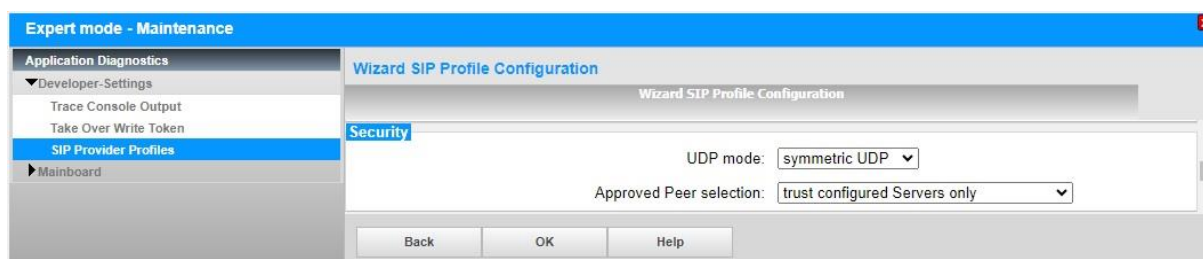 Expert mode - Maintenance
Application Diagnostics
Developer-Settings
Trace Console Output
Take Over Write Token
SIP Provider Profiles
Mainboard
Wizard SIP Profile Configuration
Wizard SIP Profile Configuration
Security
UDP mode: symmetric UDP
Approved Peer selection: trust configured Servers only
Back OK Help